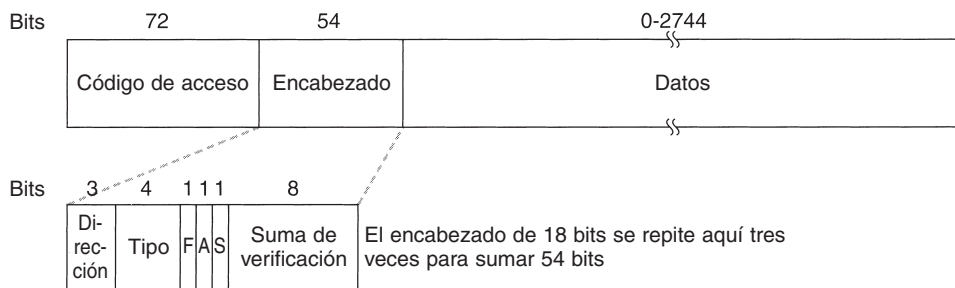 Bits 72 54 0-2744
Código de acceso Encabezado Datos
Bits 3 4 1 1 1 8
Di-
rec-
ción
Tipo F A S
Suma de
verificación
El encabezado de 18 bits se repite aquí tres
veces para sumar 54 bits